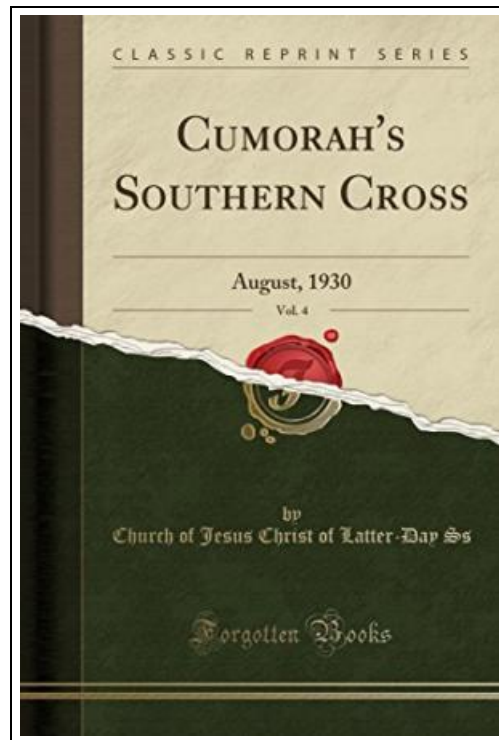 CLASSIC REPRINT SERIES
CUMORAH'S
SOUTHERN CROSS
August, 1930
Vol. 4
by
Church of Jesus Christ of Latter-Day Ss
Forgotten Books